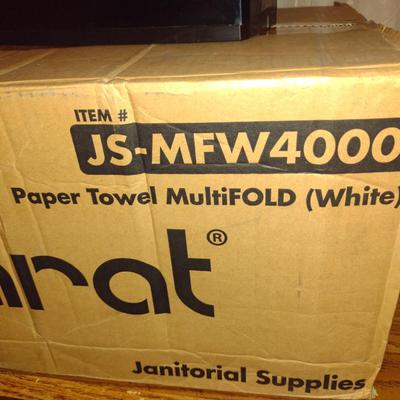 ITEM #
JS-MFW4000
Paper Towel MultiFOLD (White)
arat®
Janitorial Supplies